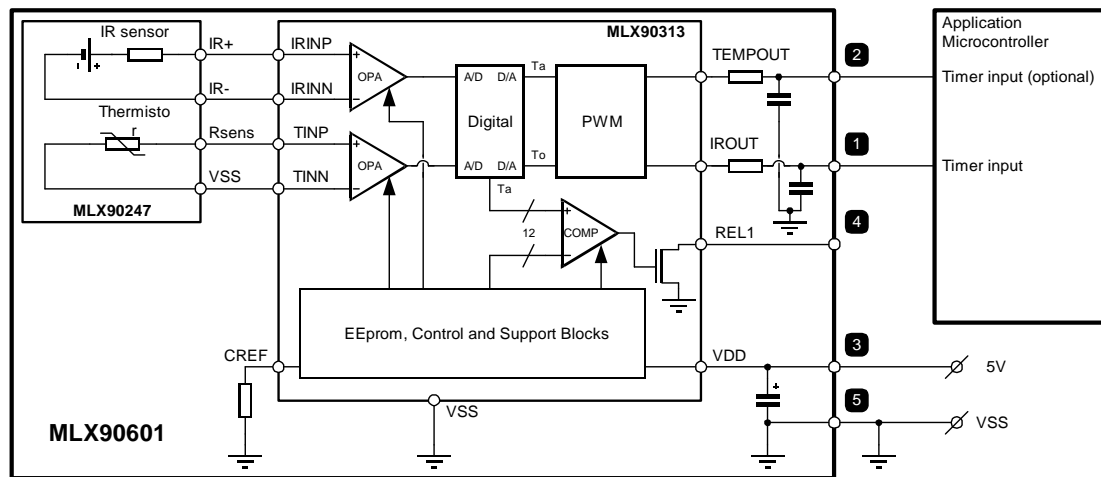 IR sensor
IR+
IRINP
MLX90313
TEMPOUT
2
Application
Microcontroller
- +
+
OPA
-
A/D D/A
Ta
Timer input (optional)
IR-
IRINN
Thermisto
r
Rsens
TINP
Digital
PWM
+
OPA
-
A/D D/A
To
IROUT
1
Timer input
VSS
TINN
Ta
MLX90247
12
+
COMP
-
REL1
4
EEprom, Control and Support Blocks
CREF
VDD
3
5V
+
VSS
5
VSS
MLX90601